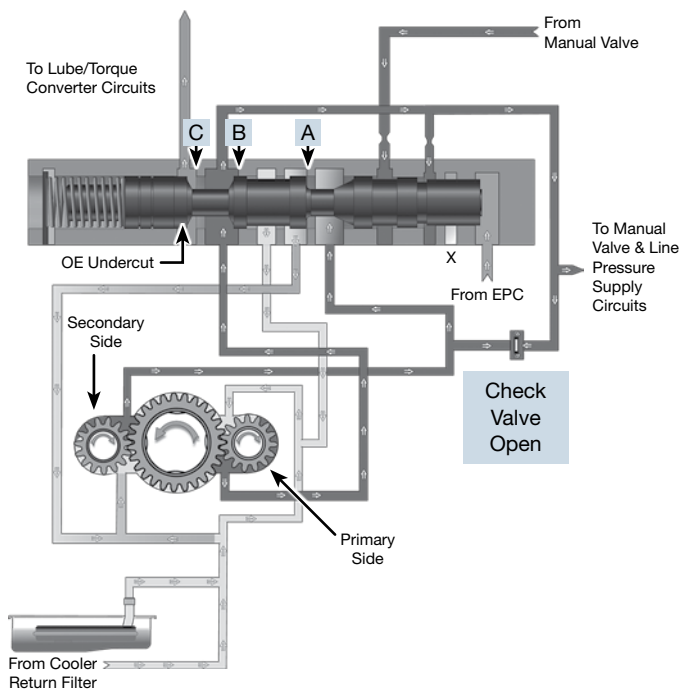 From
Manual Valve
To Lube/Torque
Converter Circuits
C
B
A
OE Undercut
X
From EPC
To Manual
Valve & Line
Pressure
Supply
Circuits
Secondary
Side
Check
Valve
Open
Primary
Side
From Cooler
Return Filter